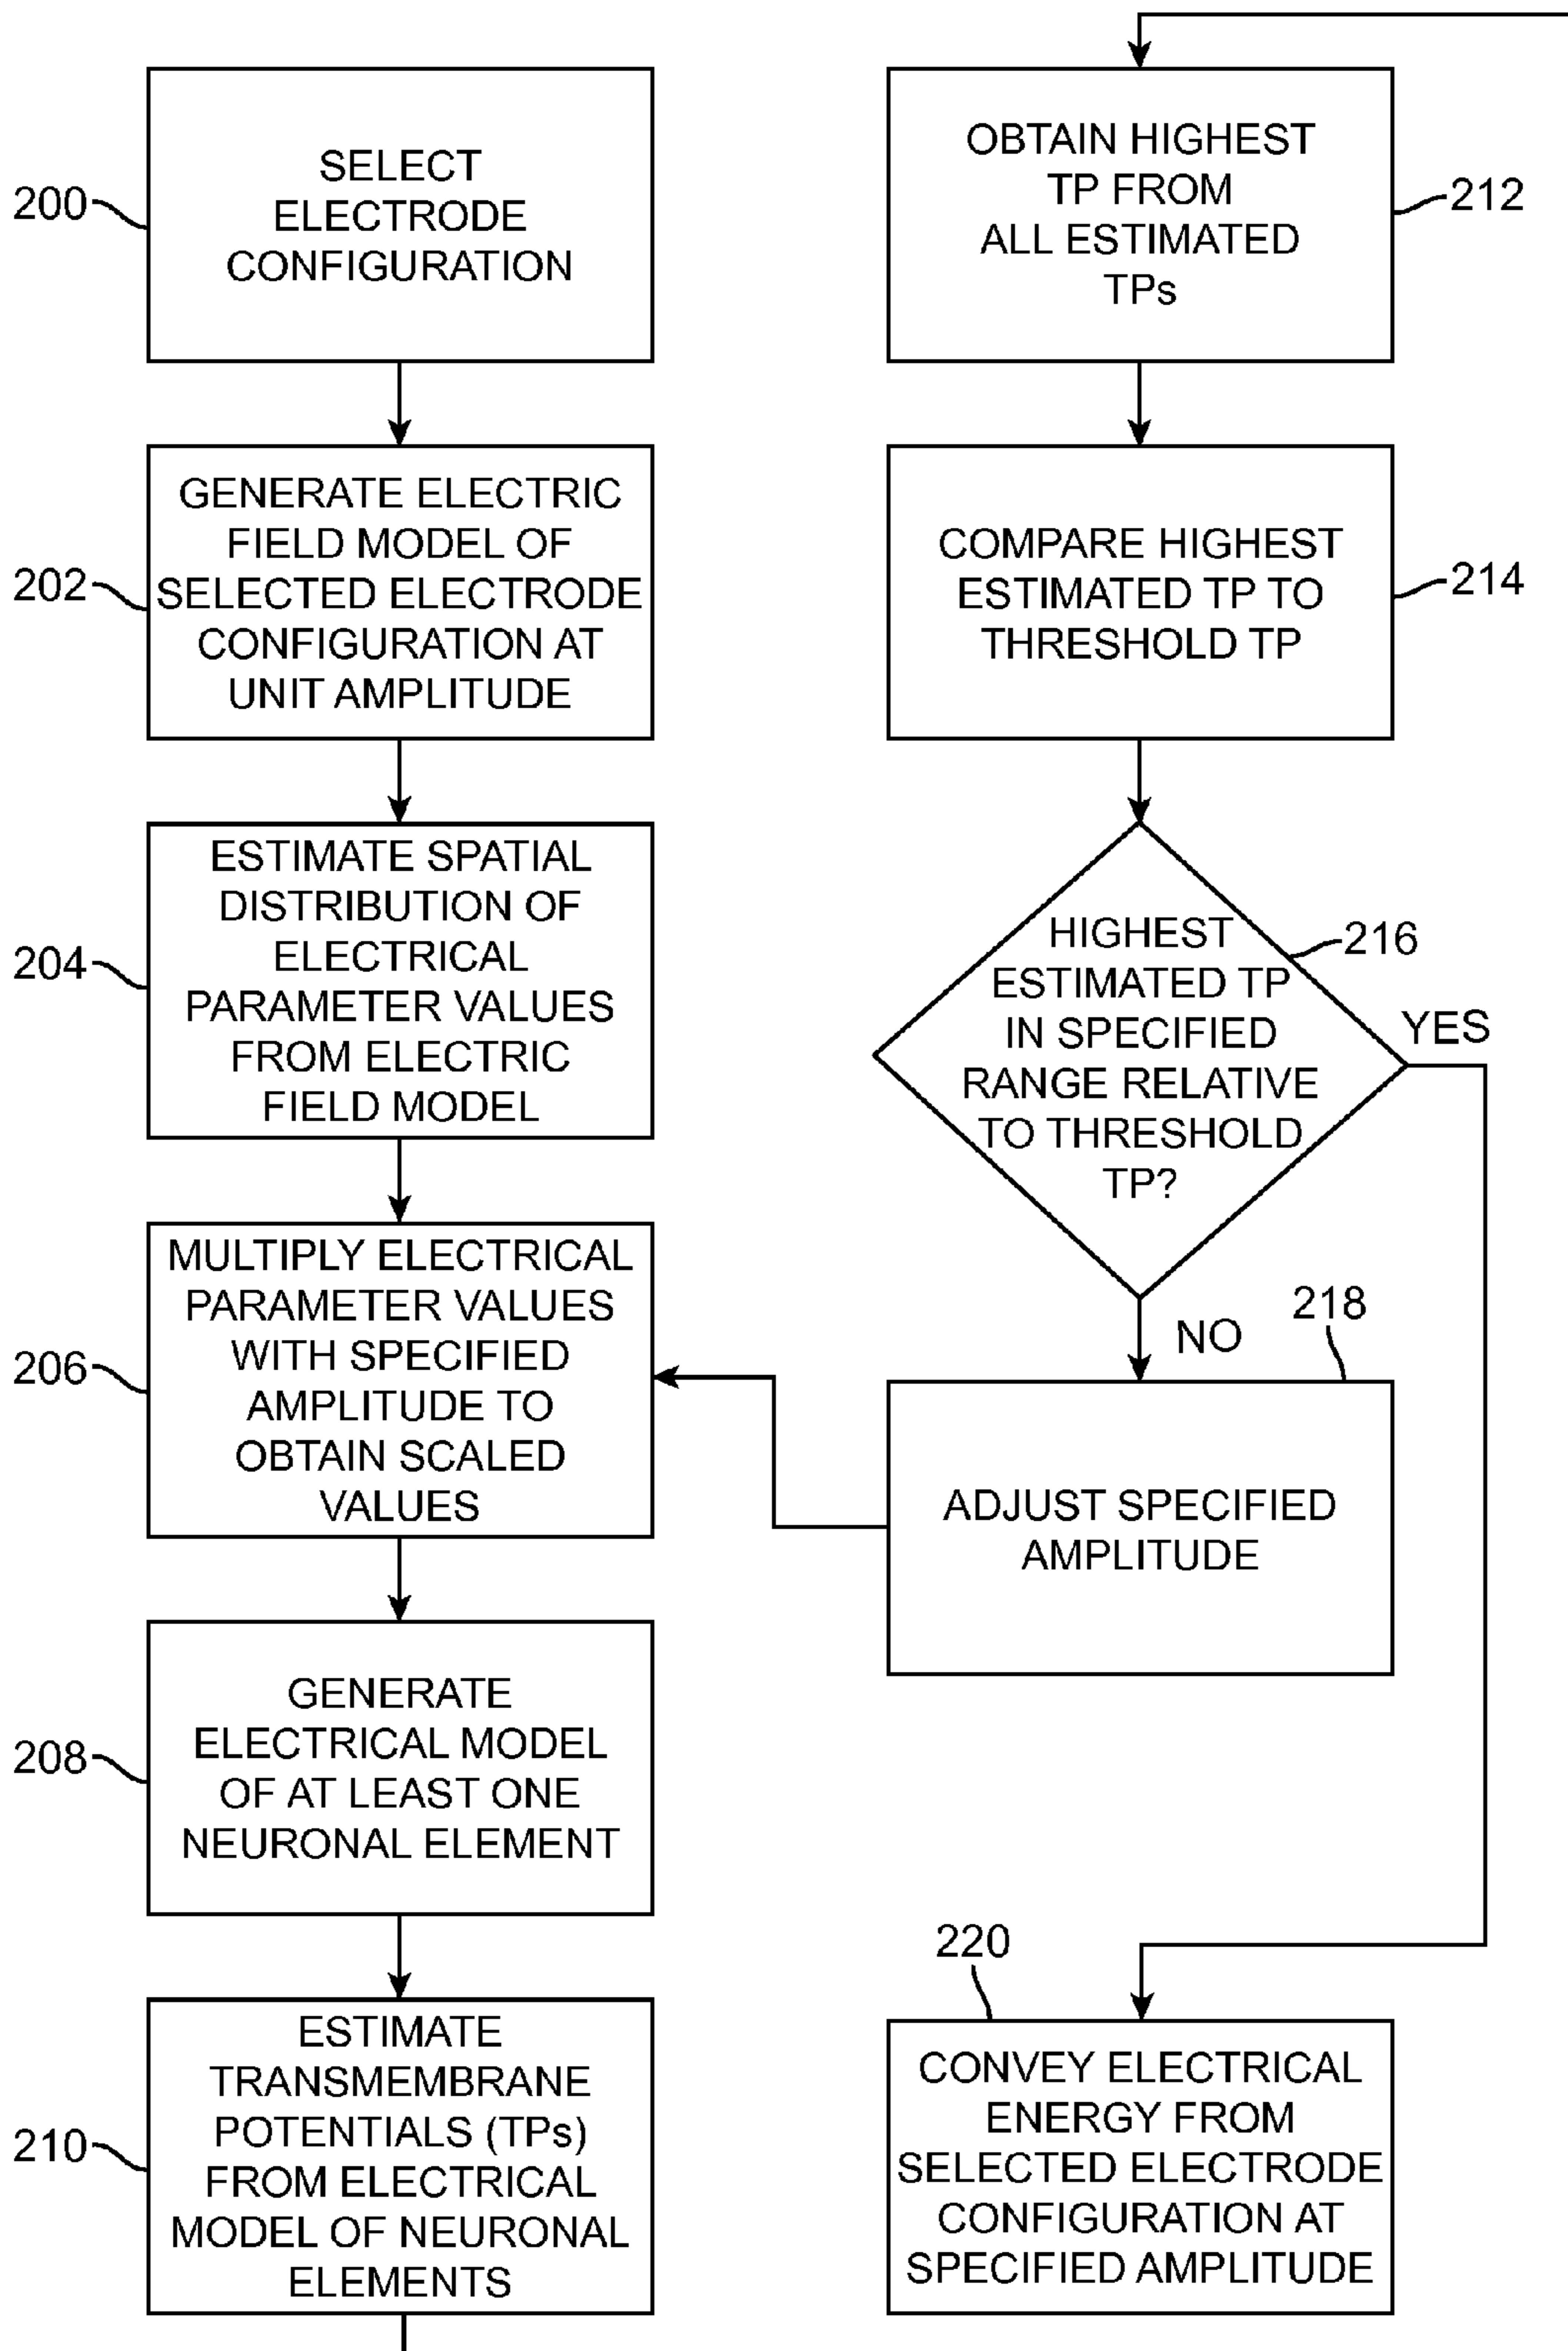 200
SELECT
ELECTRODE
CONFIGURATION
202
GENERATE ELECTRIC
FIELD MODEL OF
SELECTED ELECTRODE
CONFIGURATION AT
UNIT AMPLITUDE
204
ESTIMATE SPATIAL
DISTRIBUTION OF
ELECTRICAL
PARAMETER VALUES
FROM ELECTRIC
FIELD MODEL
206
MULTIPLY ELECTRICAL
PARAMETER VALUES
WITH SPECIFIED
AMPLITUDE TO
OBTAIN SCALED
VALUES
208
GENERATE
ELECTRICAL MODEL
OF AT LEAST ONE
NEURONAL ELEMENT
210
ESTIMATE
TRANSMEMBRANE
POTENTIALS (TPs)
FROM ELECTRICAL
MODEL OF NEURONAL
ELEMENTS
OBTAIN HIGHEST
TP FROM
ALL ESTIMATED
TPs
212
COMPARE HIGHEST
ESTIMATED TP TO
THRESHOLD TP
214
HIGHEST
ESTIMATED TP
IN SPECIFIED
RANGE RELATIVE
TO THRESHOLD
TP?
216
YES
NO
218
ADJUST SPECIFIED
AMPLITUDE
220
CONVEY ELECTRICAL
ENERGY FROM
SELECTED ELECTRODE
CONFIGURATION AT
SPECIFIED AMPLITUDE